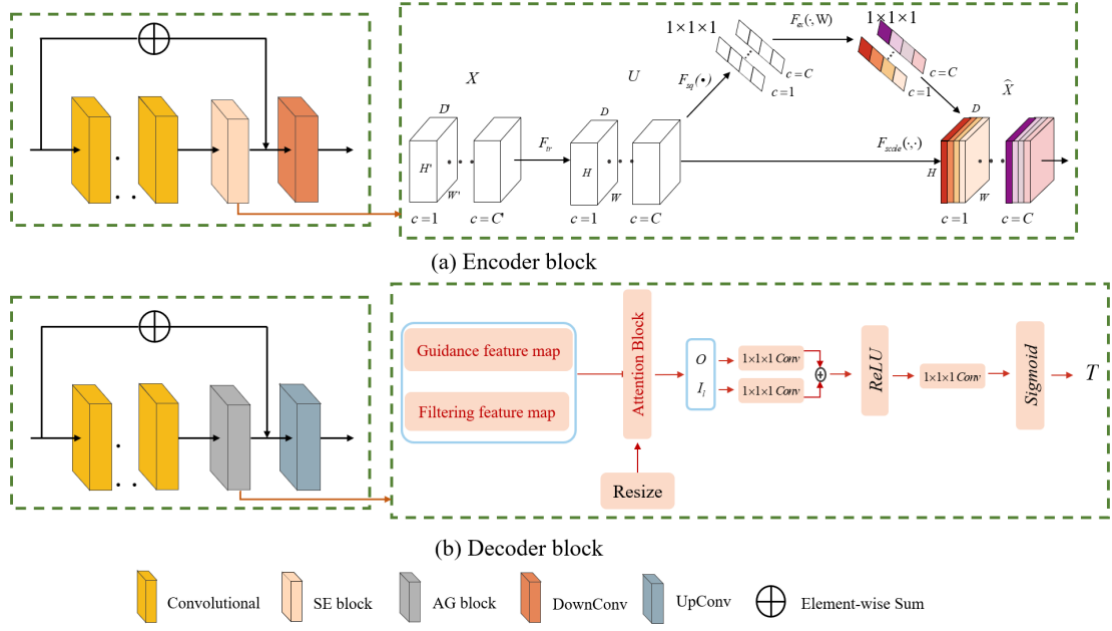 1×1×1
F_ex(·,W)
1×1×1
X
U
F_sq(•)
c=C
c=1
c=C
c=1
X̂
D'
D
D
H'
W'
F_tr
H
W
F_scale(·,·)
H
W
c=1
c=C'
c=1
c=C
c=1
c=C
(a) Encoder block
Guidance feature map
Filtering feature map
Attention Block
Resize
O
I_l
1×1×1 Conv
1×1×1 Conv
ReLU
1×1×1 Conv
Sigmoid
T
(b) Decoder block
Convolutional
SE block
AG block
DownConv
UpConv
Element-wise Sum